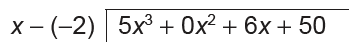 x − (−2) 5x³ + 0x² + 6x + 50